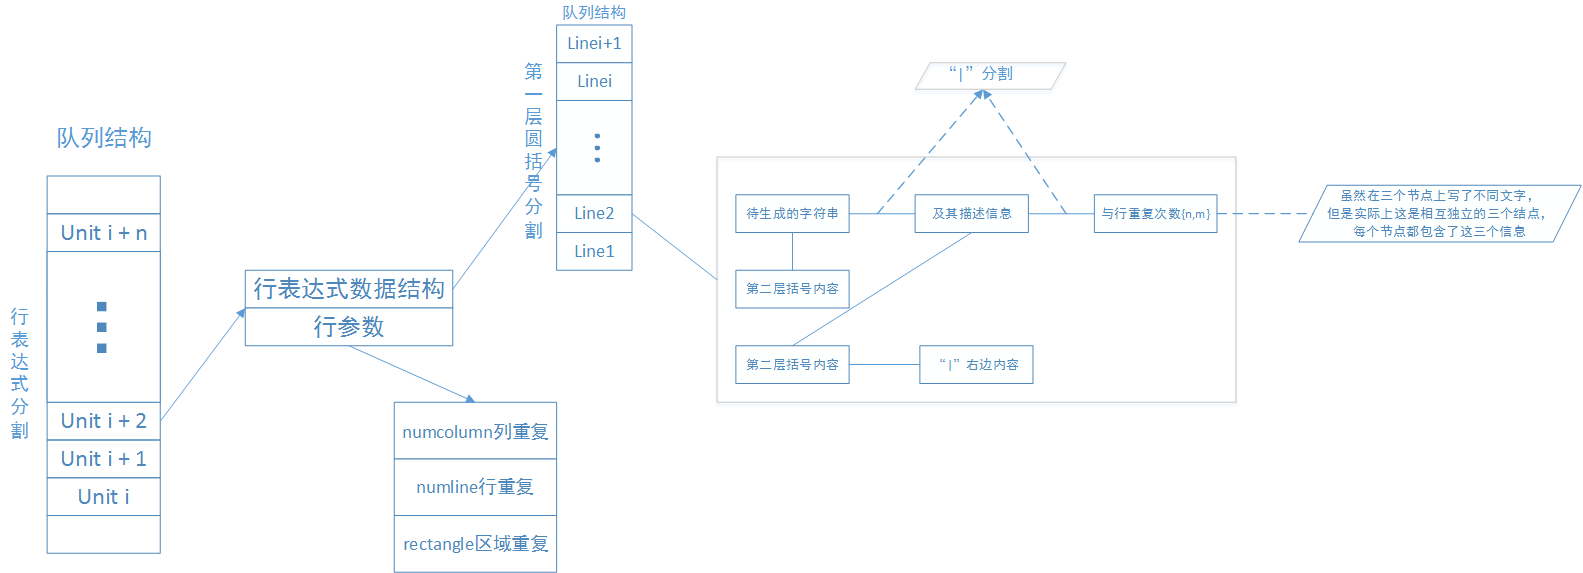 队列结构
行表达式分割
Unit i + n
Unit i + 2
Unit i + 1
Unit i
行表达式数据结构
行参数
numcolumn列重复
numline行重复
rectangle区域重复
队列结构
第一层圆括号分割
Linei+1
Linei
Line2
Line1
“|”分割
待生成的字符串
及其描述信息
与行重复次数{n,m}
第二层括号内容
第二层括号内容
“|”右边内容
虽然在三个节点上写了不同文字，
但是实际上这是相互独立的三个结点，
每个节点都包含了这三个信息